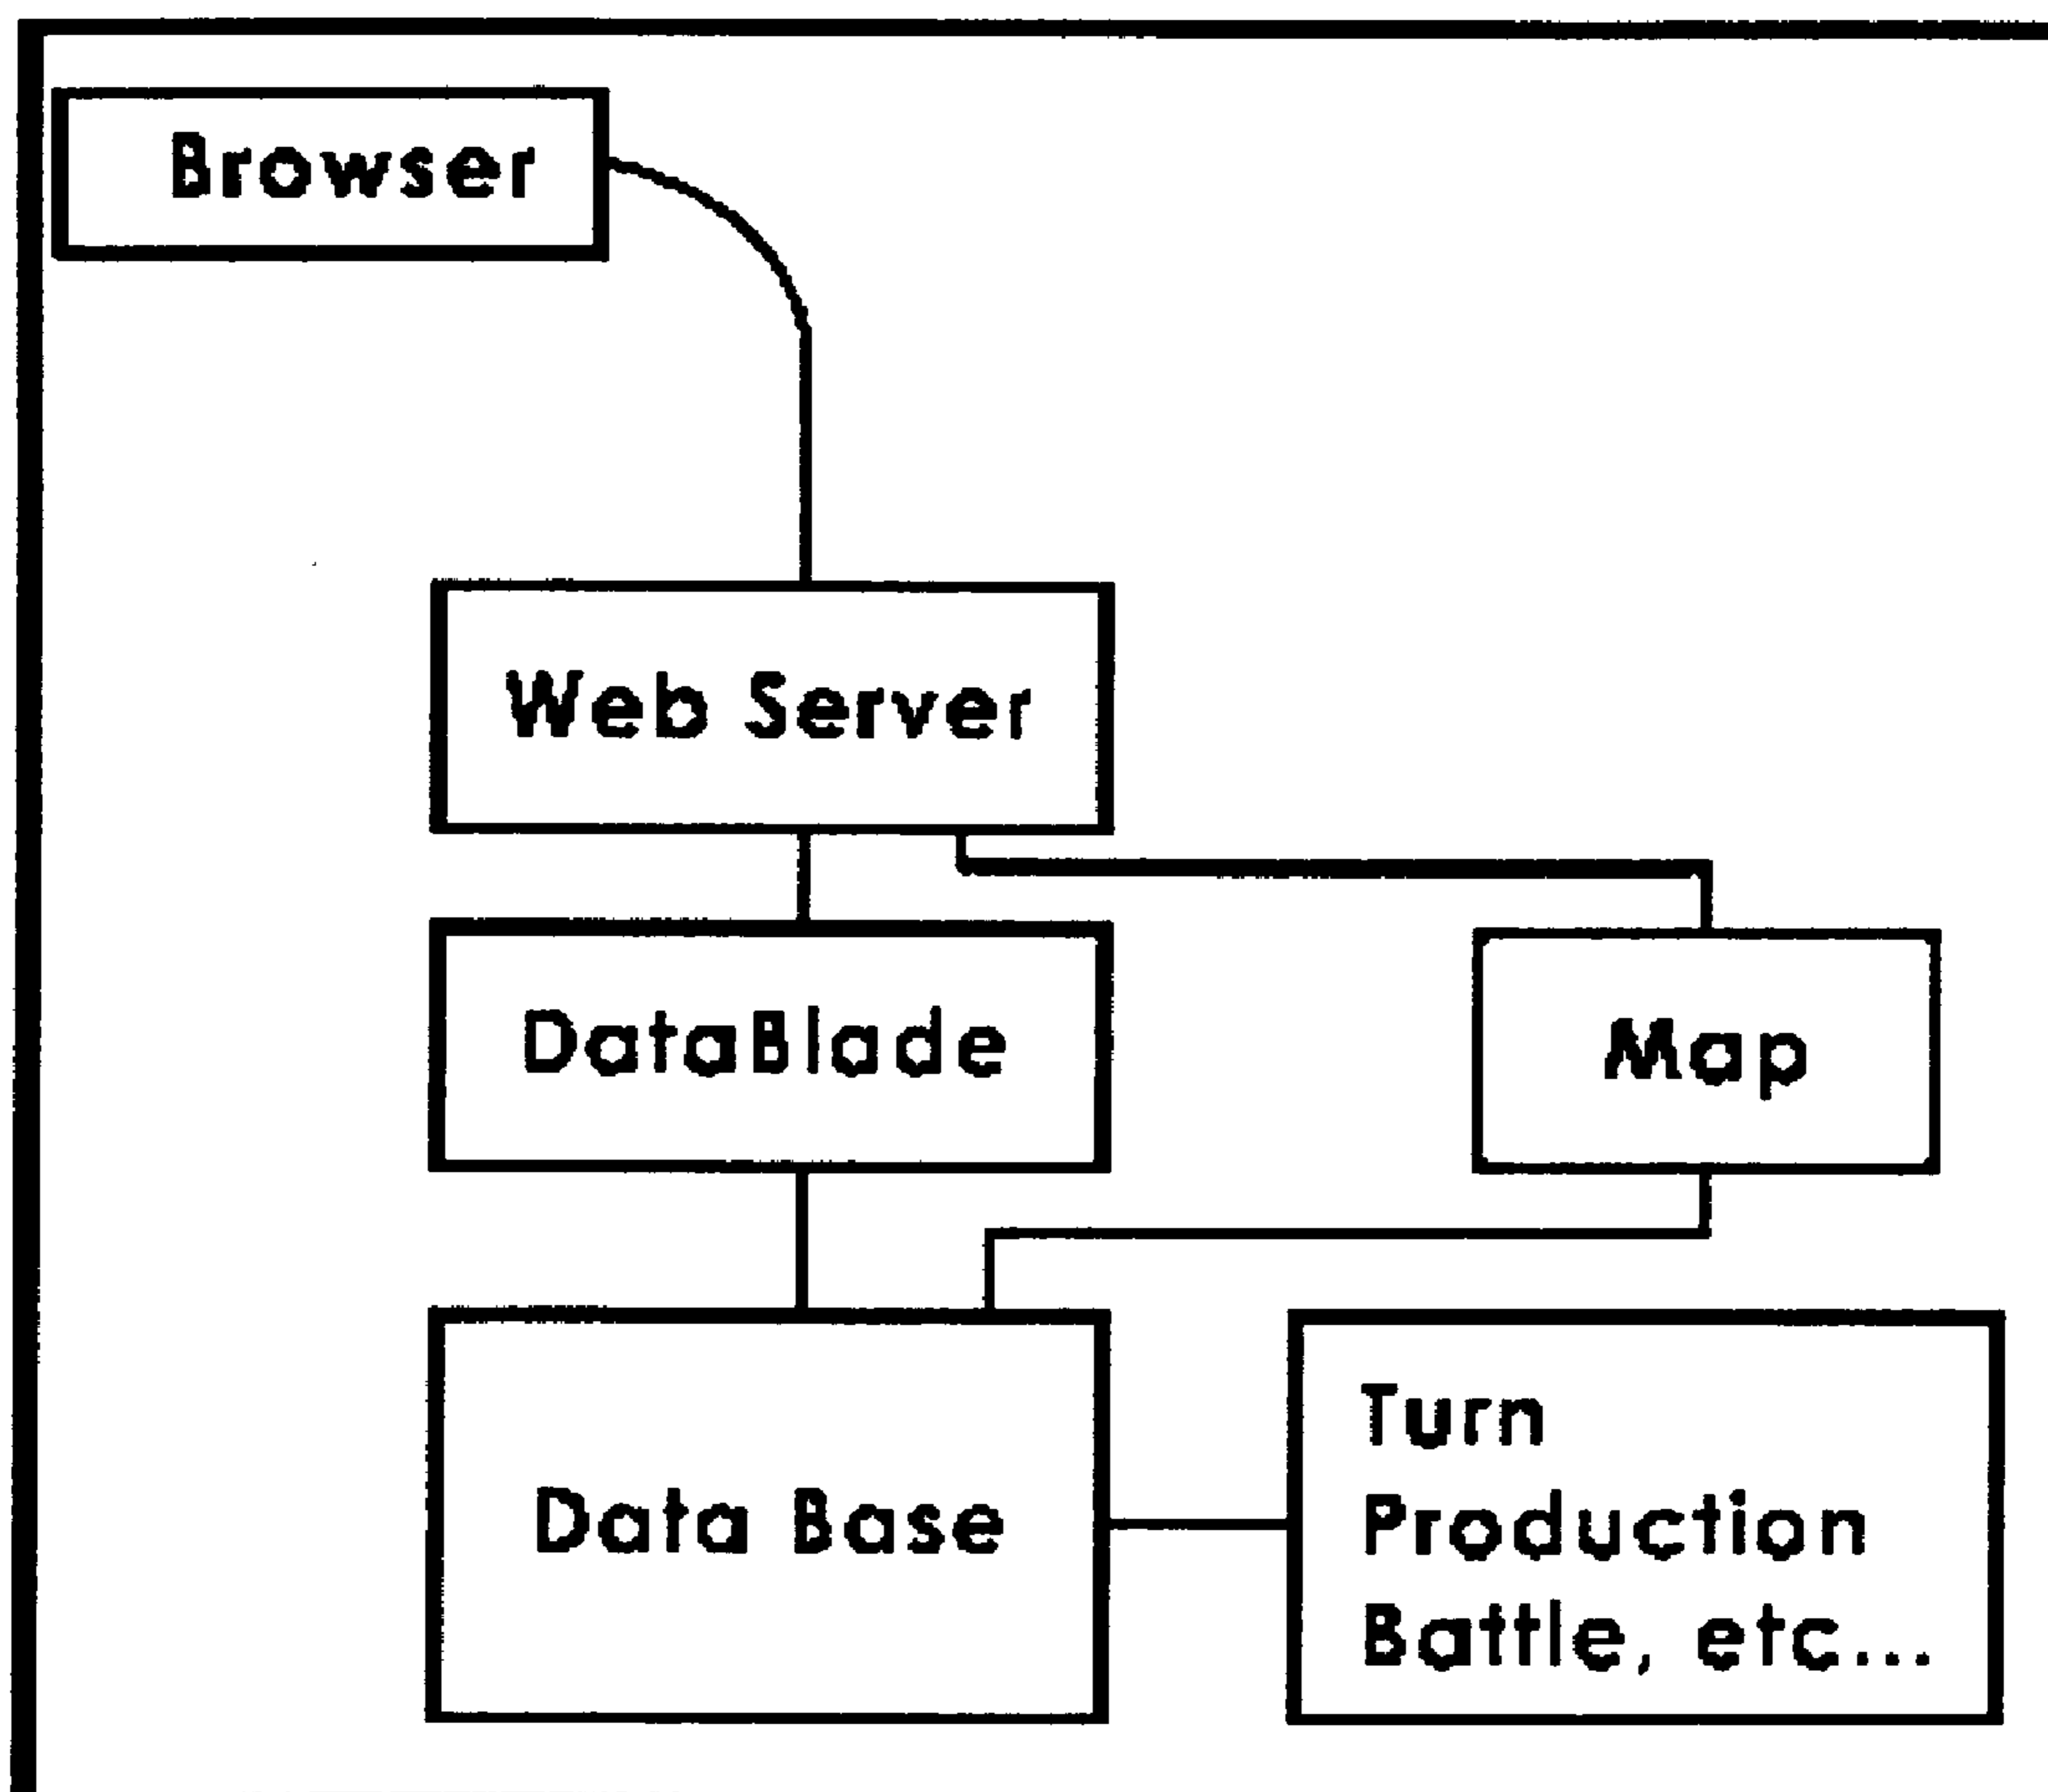 Browser
Web Server
DataBlade
Map
Data Base
Turn
Production
Battle, etc...